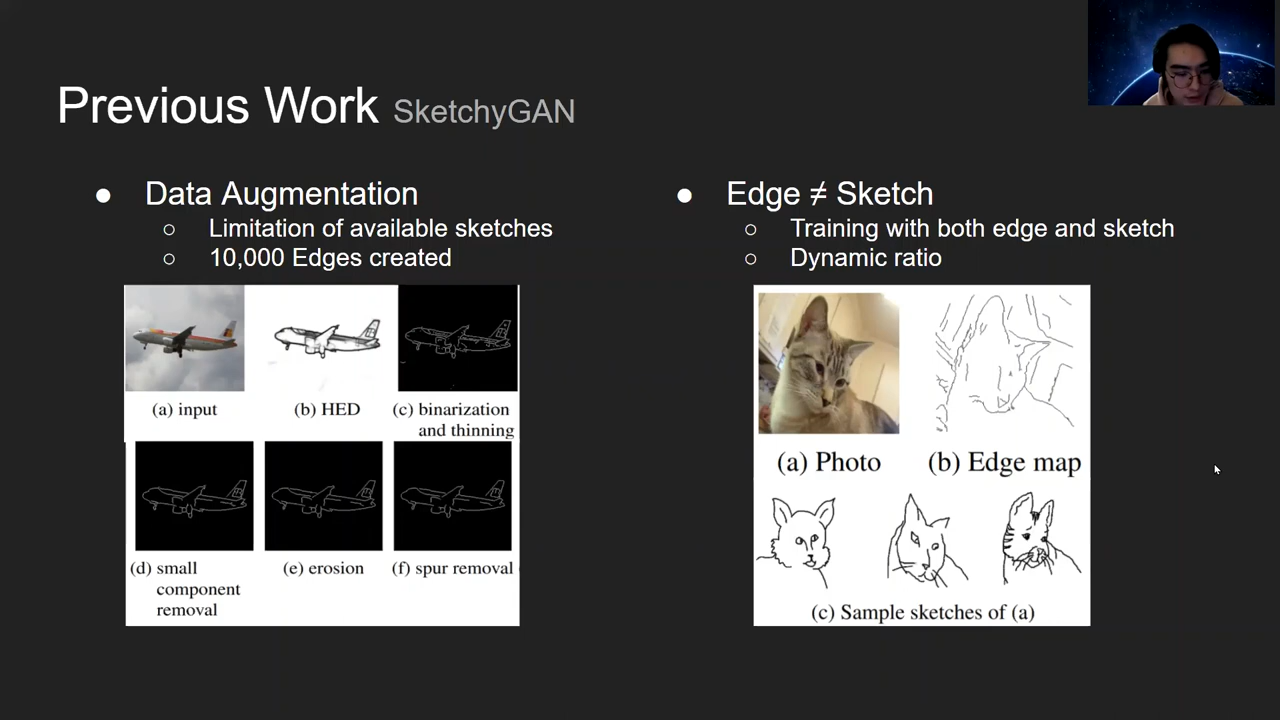 Previous Work SketchyGAN
● Data Augmentation
○ Limitation of available sketches
○ 10,000 Edges created
(a) input
(b) HED
(c) binarization
and thinning
(d) small
component
removal
(e) erosion
(f) spur removal
● Edge ≠ Sketch
○ Training with both edge and sketch
○ Dynamic ratio
(a) Photo
(b) Edge map
(c) Sample sketches of (a)